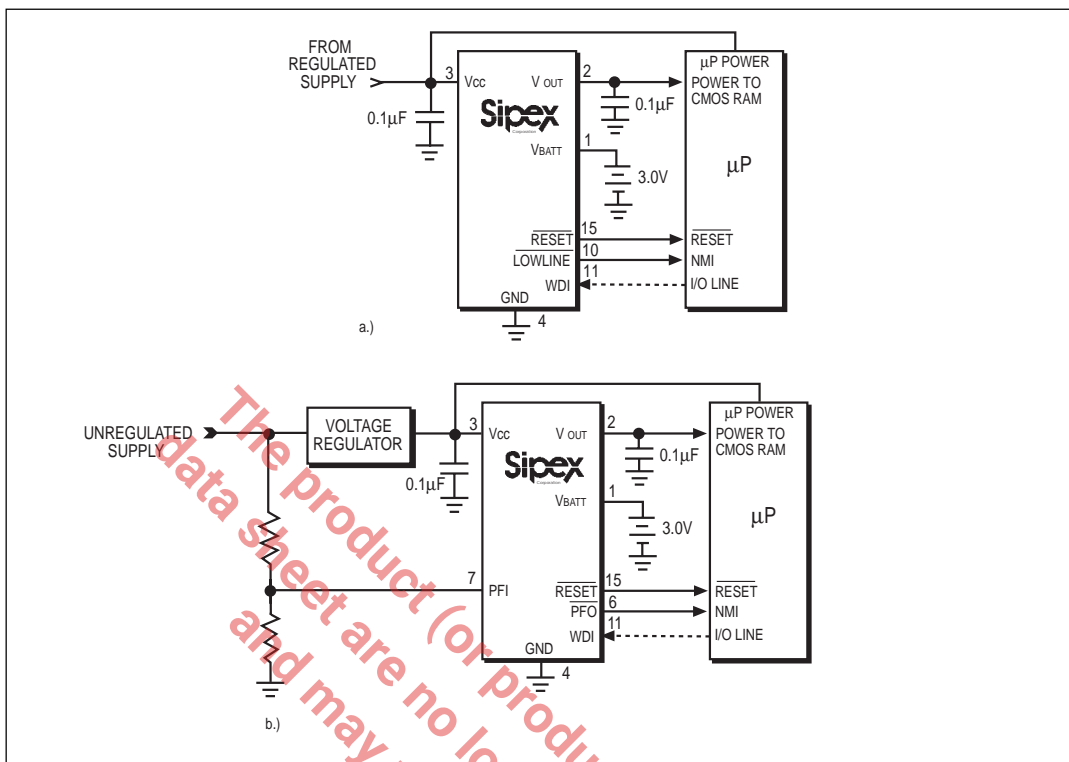 FROM
REGULATED
SUPPLY
3
Vcc
V OUT
2
0.1µF
0.1µF
Sipex
Corporation
1
VBATT
3.0V
µP POWER
POWER TO
CMOS RAM
µP
RESET
15
RESET
LOWLINE
10
NMI
WDI
11
I/O LINE
GND
4
a.)
UNREGULATED
SUPPLY
VOLTAGE
REGULATOR
3
Vcc
V OUT
2
0.1µF
0.1µF
Sipex
Corporation
1
VBATT
3.0V
µP POWER
POWER TO
CMOS RAM
µP
7
PFI
RESET
15
RESET
PFO
6
NMI
WDI
11
I/O LINE
GND
4
b.)
The product (or produ
data sheet are no lo
and may